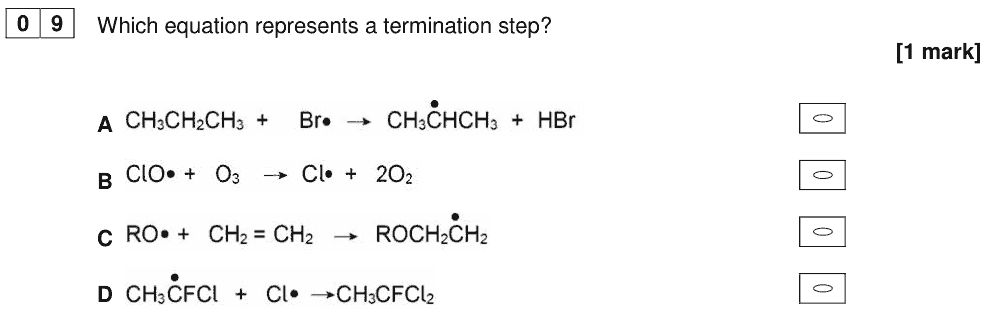 0 9 Which equation represents a termination step?
[1 mark]
A CH₃CH₂CH₃ + Br• → CH₃ĊHCH₃ + HBr
B ClO• + O₃ → Cl• + 2O₂
C RO• + CH₂ = CH₂ → ROCH₂ĊH₂
D CH₃ĊFCl + Cl• →CH₃CFCl₂